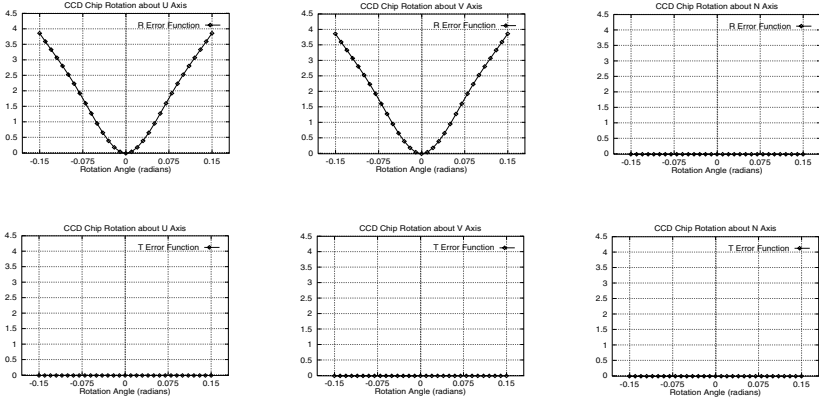 CCD Chip Rotation about U Axis
R Error Function
4.5
4
3.5
3
2.5
2
1.5
1
0.5
0
-0.15 -0.075 0 0.075 0.15
Rotation Angle (radians)
CCD Chip Rotation about V Axis
R Error Function
4.5
4
3.5
3
2.5
2
1.5
1
0.5
0
-0.15 -0.075 0 0.075 0.15
Rotation Angle (radians)
CCD Chip Rotation about N Axis
R Error Function
4.5
4
3.5
3
2.5
2
1.5
1
0.5
0
-0.15 -0.075 0 0.075 0.15
Rotation Angle (radians)
CCD Chip Rotation about U Axis
T Error Function
4.5
4
3.5
3
2.5
2
1.5
1
0.5
0
-0.15 -0.075 0 0.075 0.15
Rotation Angle (radians)
CCD Chip Rotation about V Axis
T Error Function
4.5
4
3.5
3
2.5
2
1.5
1
0.5
0
-0.15 -0.075 0 0.075 0.15
Rotation Angle (radians)
CCD Chip Rotation about N Axis
T Error Function
4.5
4
3.5
3
2.5
2
1.5
1
0.5
0
-0.15 -0.075 0 0.075 0.15
Rotation Angle (radians)